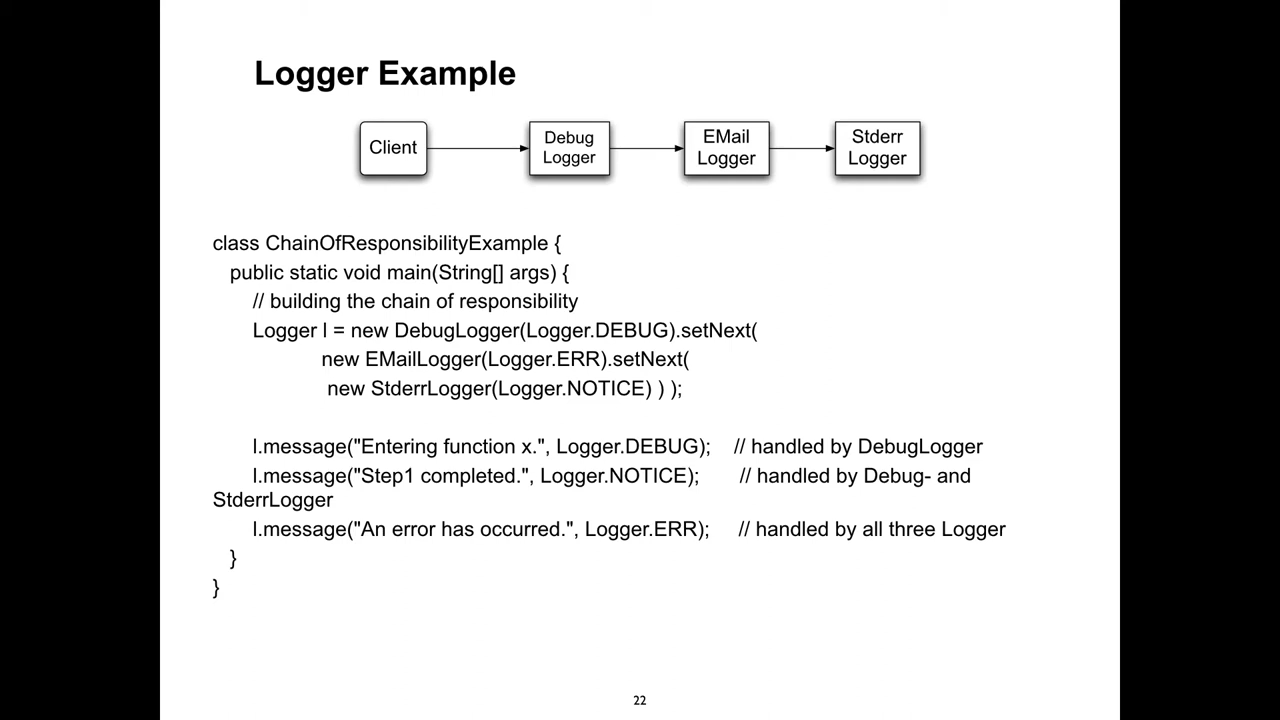 Logger Example
Client
Debug
Logger
EMail
Logger
Stderr
Logger
class ChainOfResponsibilityExample {
public static void main(String[] args) {
// building the chain of responsibility
Logger l = new DebugLogger(Logger.DEBUG).setNext(
new EMailLogger(Logger.ERR).setNext(
new StderrLogger(Logger.NOTICE) ) );
l.message("Entering function x.", Logger.DEBUG); // handled by DebugLogger
l.message("Step1 completed.", Logger.NOTICE); // handled by Debug- and
StderrLogger
l.message("An error has occurred.", Logger.ERR); // handled by all three Logger
}
}
22